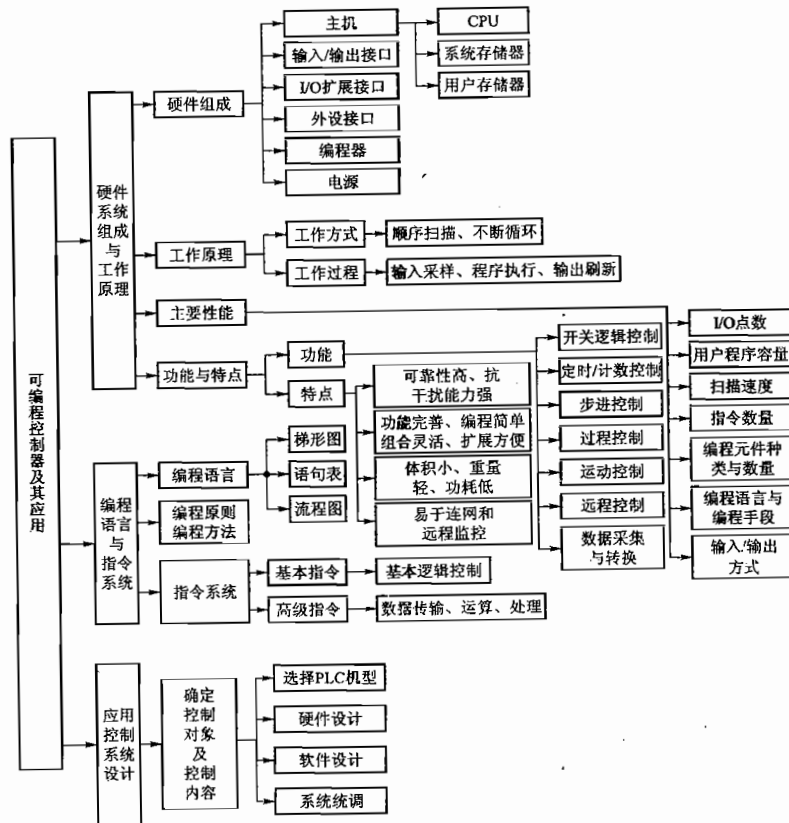 可编程控制器及其应用
硬件
系统
组成
与
工作
原理
硬件组成
主机
CPU
系统存储器
用户存储器
输入/输出接口
I/O扩展接口
外设接口
编程器
电源
工作原理
工作方式
顺序扫描、不断循环
工作过程
输入采样、程序执行、输出刷新
主要性能
I/O点数
用户程序容量
扫描速度
指令数量
编程元件种
类与数量
编程语言与
编程手段
输入/输出
方式
功能与特点
功能
开关逻辑控制
定时/计数控制
步进控制
过程控制
运动控制
远程控制
数据采集
与转换
特点
可靠性高、抗
干扰能力强
功能完善、编程简单
组合灵活、扩展方便
体积小、重量
轻、功耗低
易于连网和
远程监控
编程
语言
与
指令
系统
编程语言
梯形图
语句表
流程图
编程原则
编程方法
指令系统
基本指令
基本逻辑控制
高级指令
数据传输、运算、处理
应用
控制
系统
设计
确定
控制
对象
及
控制
内容
选择PLC机型
硬件设计
软件设计
系统统调